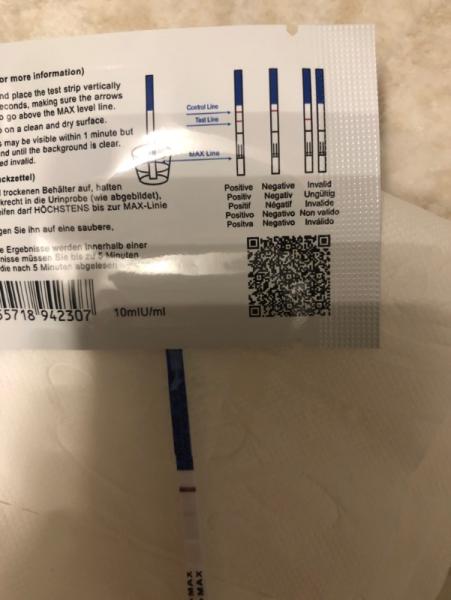 or more information)
nd place the test strip vertically
econds, making sure the arrows
o go above the MAX level line.
o on a clean and dry surface.
s may be visible within 1 minute but
nd until the background is clear.
ed invalid.
ckzettel)
trockenen Behälter auf, halten
krecht in die Urinprobe (wie abgebildet),
eifen darf HÖCHSTENS bis zur MAX-Linie
gen Sie ihn auf eine saubere,
e Ergebnisse werden innerhalb einer
nisse müssen Sie bis zu 5 Minuten
die nach 5 Minuten abgelesen
55718 942307
10mIU/ml
Control Line
Test Line
MAX Line
Positive Negative Invalid
Positiv Negativ Ungültig
Positif Négatif Invalide
Positivo Negativo Non valido
Positiva Negativo Inválido
MAX
MAX